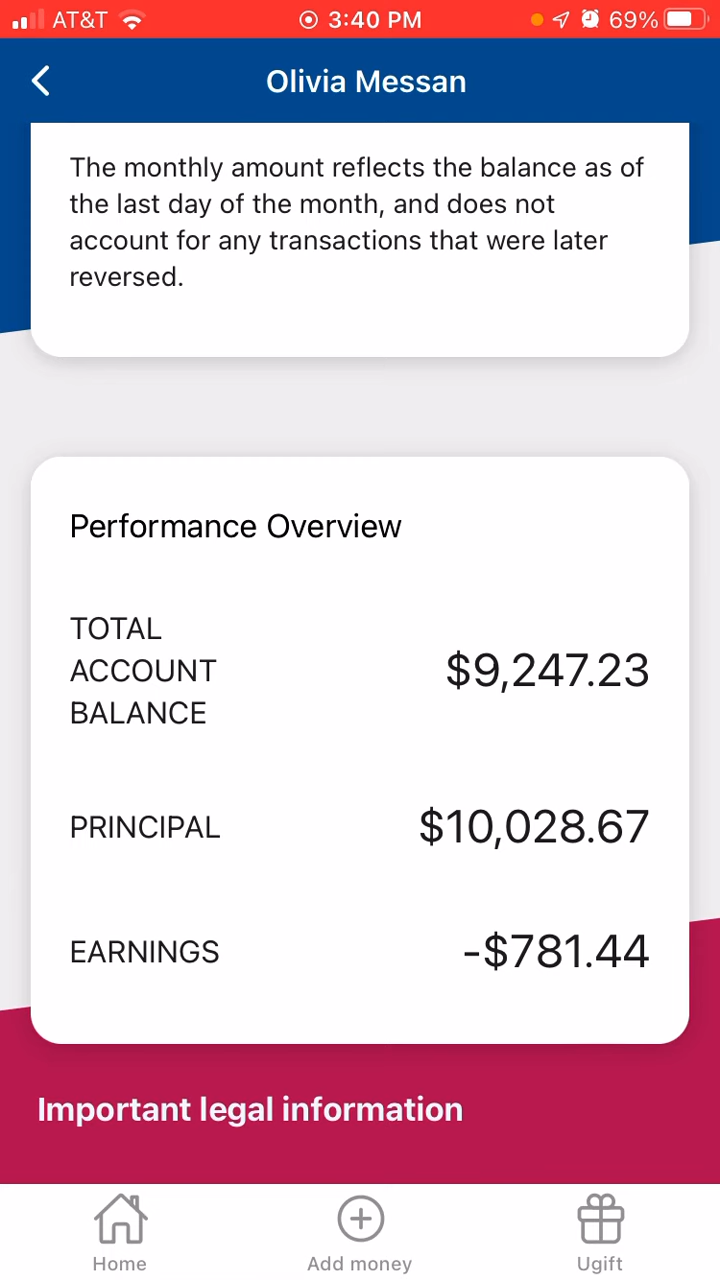 AT&T 3:40 PM 69%
Olivia Messan
The monthly amount reflects the balance as of
the last day of the month, and does not
account for any transactions that were later
reversed.
Performance Overview
TOTAL
ACCOUNT
BALANCE
$9,247.23
PRINCIPAL $10,028.67
EARNINGS -$781.44
Important legal information
Home Add money Ugift